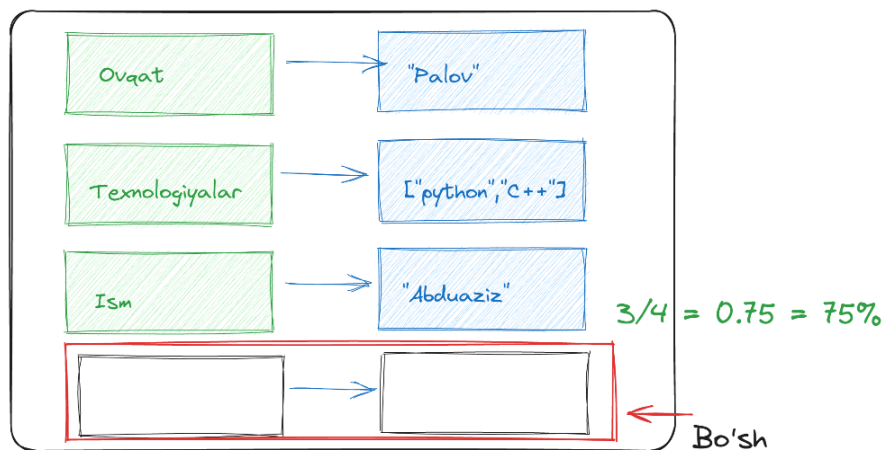 Ovqat
"Palov"
Texnologiyalar
["python","C++"]
Ism
"Abduaziz"
3/4 = 0.75 = 75%
Bo'sh